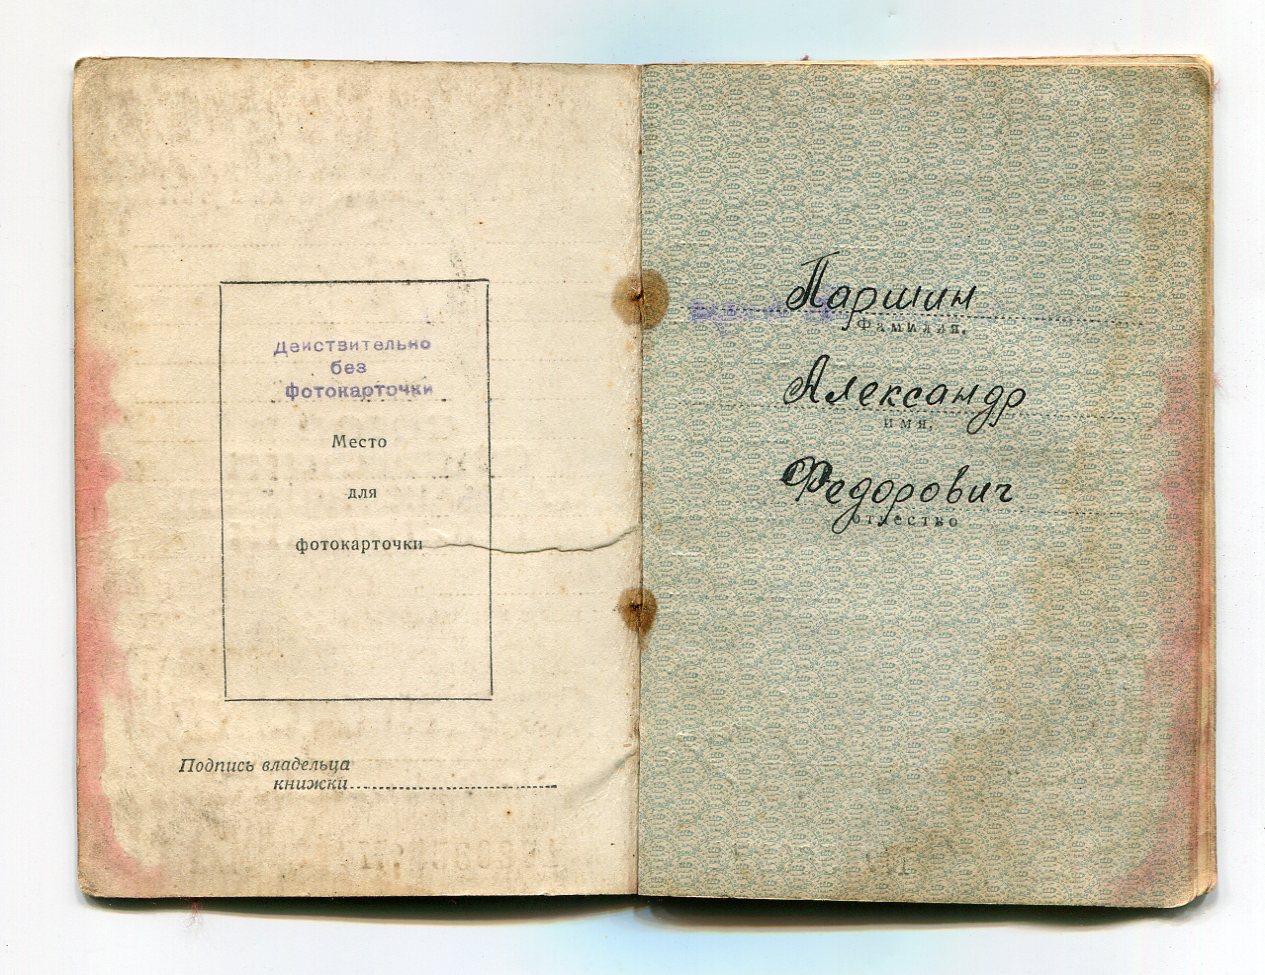 Действительно
без
фотокарточки
Место
для
фотокарточки
Подпись владельца
книжки
Паршин
Фамилия,
Александр
имя,
Федорович
отчество